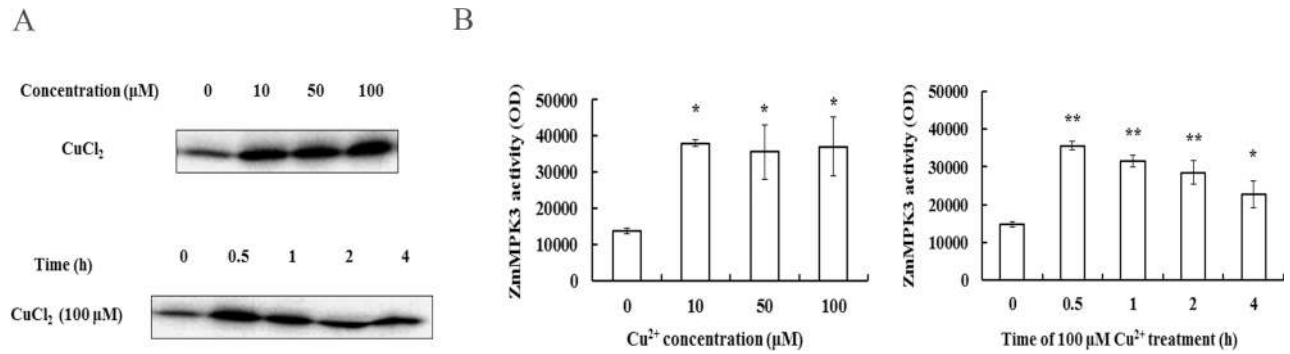 A
Concentration (μM) 0 10 50 100
CuCl₂
Time (h) 0 0.5 1 2 4
CuCl₂ (100 μM)
B
ZmMPK3 activity (OD)
50000
40000
30000
20000
10000
0
* * *
0 10 50 100
Cu²⁺ concentration (μM)
ZmMPK3 activity (OD)
50000
40000
30000
20000
10000
0
** ** ** *
0 0.5 1 2 4
Time of 100 μM Cu²⁺ treatment (h)